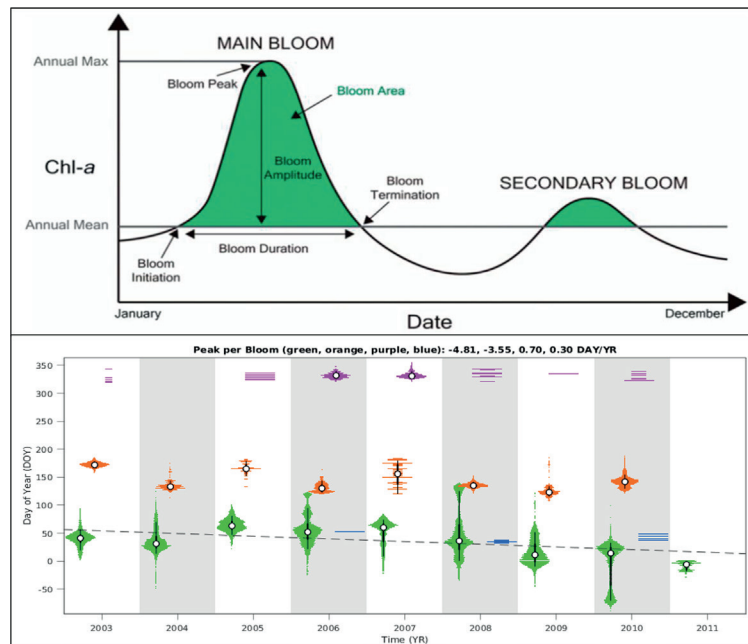 MAIN BLOOM
Annual Max
Bloom Peak
Bloom Area
Chl-a
Bloom
Amplitude
Bloom
Termination
SECONDARY BLOOM
Annual Mean
Bloom
Initiation
Bloom Duration
January
Date
December
Peak per Bloom (green, orange, purple, blue): -4.81, -3.55, 0.70, 0.30 DAY/YR
Day of Year (DOY)
350
300
250
200
150
100
50
0
-50
2003 2004 2005 2006 2007 2008 2009 2010 2011
Time (YR)